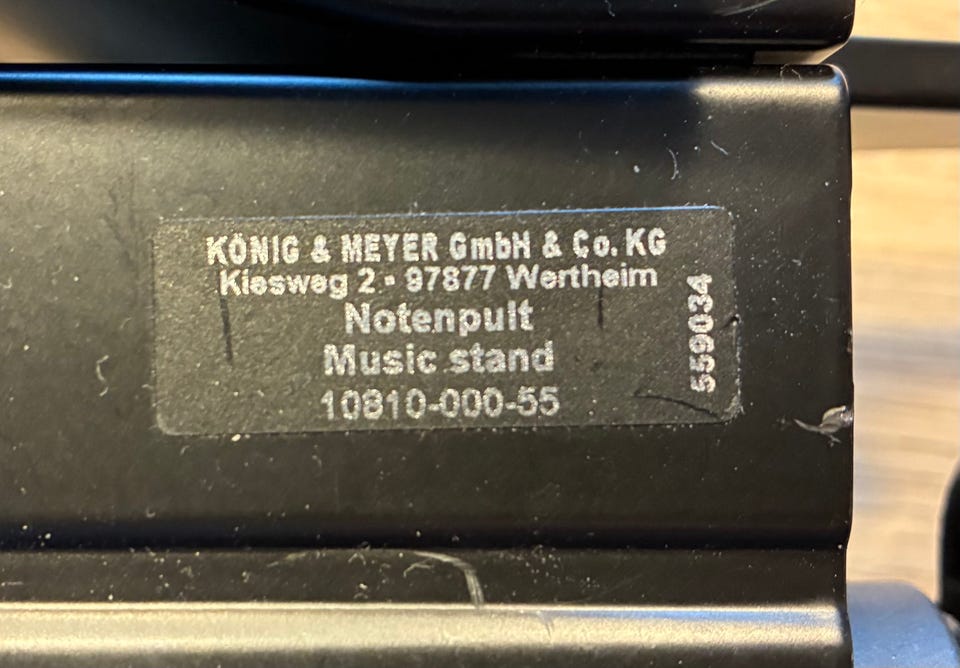 KÖNIG & MEYER GmbH & Co. KG
Kiesweg 2 ▪ 97877 Wertheim
Notenpult
Music stand
10810-000-55
559034